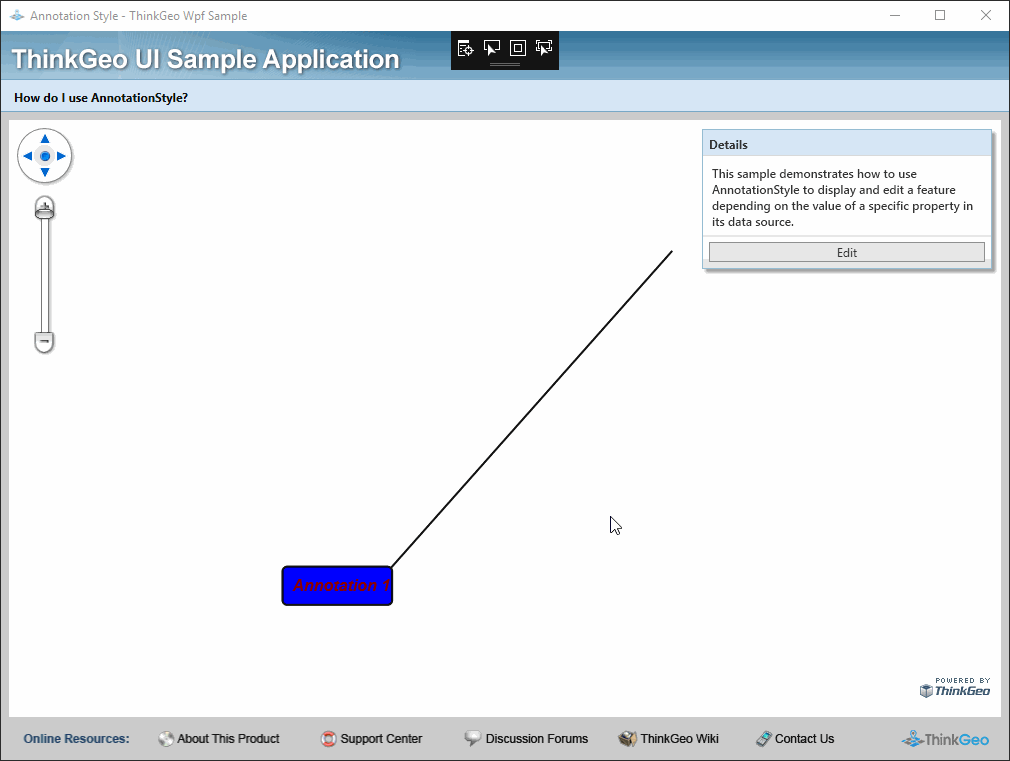 Annotation Style - ThinkGeo Wpf Sample
ThinkGeo UI Sample Application
How do I use AnnotationStyle?
Details
This sample demonstrates how to use
AnnotationStyle to display and edit a feature
depending on the value of a specific property in
its data source.
Edit
Annotation 1
POWERED BY
ThinkGeo
Online Resources: About This Product Support Center Discussion Forums ThinkGeo Wiki Contact Us ThinkGeo